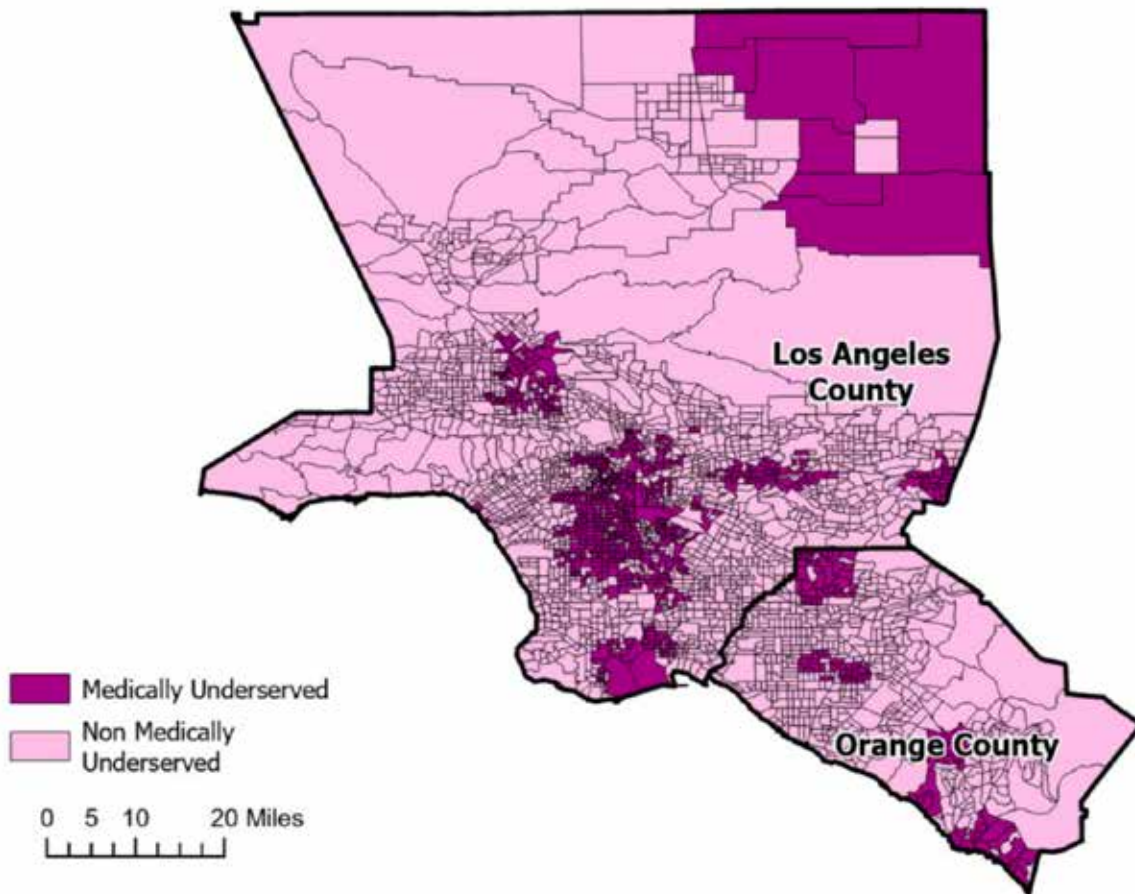 Los Angeles
County
Medically Underserved
Non Medically
Underserved
Orange County
0 5 10 20 Miles